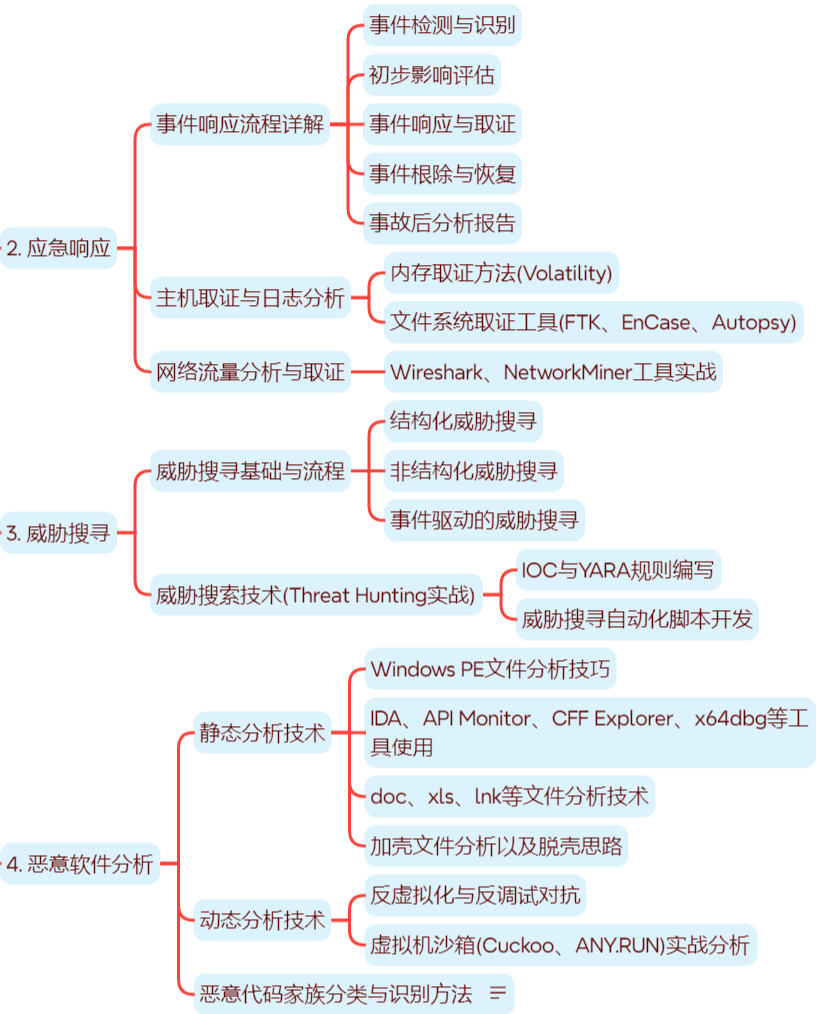 事件检测与识别
初步影响评估
事件响应流程详解
事件响应与取证
事件根除与恢复
事故后分析报告
2. 应急响应
内存取证方法(Volatility)
主机取证与日志分析
文件系统取证工具(FTK、EnCase、Autopsy)
网络流量分析与取证
Wireshark、NetworkMiner工具实战
结构化威胁搜寻
威胁搜寻基础与流程
非结构化威胁搜寻
事件驱动的威胁搜寻
3. 威胁搜寻
IOC与YARA规则编写
威胁搜索技术(Threat Hunting实战)
威胁搜寻自动化脚本开发
Windows PE文件分析技巧
静态分析技术
IDA、API Monitor、CFF Explorer、x64dbg等工
具使用
doc、xls、lnk等文件分析技术
加壳文件分析以及脱壳思路
4. 恶意软件分析
反虚拟化与反调试对抗
动态分析技术
虚拟机沙箱(Cuckoo、ANY.RUN)实战分析
恶意代码家族分类与识别方法